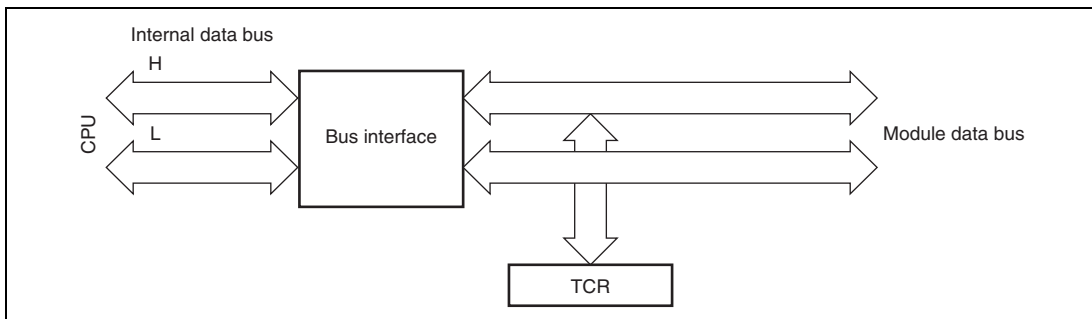 Internal data bus
H
CPU
L
Bus interface
Module data bus
TCR